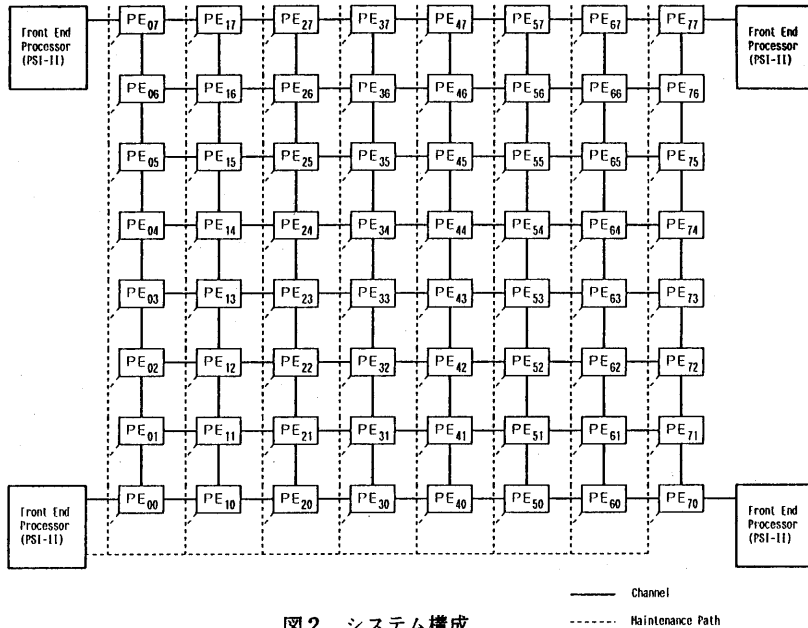 Front End
Processor
(PSI-II)
PE07 PE17 PE27 PE37 PE47 PE57 PE67 PE77
Front End
Processor
(PSI-II)
PE06 PE16 PE26 PE36 PE46 PE56 PE66 PE76
PE05 PE15 PE25 PE35 PE45 PE55 PE65 PE75
PE04 PE14 PE24 PE34 PE44 PE54 PE64 PE74
PE03 PE13 PE23 PE33 PE43 PE53 PE63 PE73
PE02 PE12 PE22 PE32 PE42 PE52 PE62 PE72
PE01 PE11 PE21 PE31 PE41 PE51 PE61 PE71
Front End
Processor
(PSI-II)
PE00 PE10 PE20 PE30 PE40 PE50 PE60 PE70
Front End
Processor
(PSI-II)
Channel
Maintenance Path
図2 システム構成